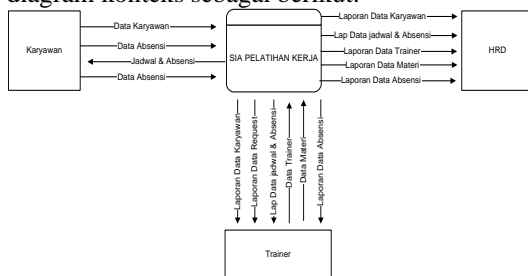 diagram konteks sebagai berikut:
Karyawan
Data Karyawan
Data Absensi
Jadwal & Absensi
Data Absensi
SIA PELATIHAN KERJA
Laporan Data Karyawan
Lap Data jadwal & Absensi
Laporan Data Trainer
Laporan Data Materi
Laporan Data Absensi
HRD
Laporan Data Karyawan
Laporan Data Request
Lap Data jadwal & Absensi
Data Trainer
Data Materi
Laporan Data Absensi
Trainer